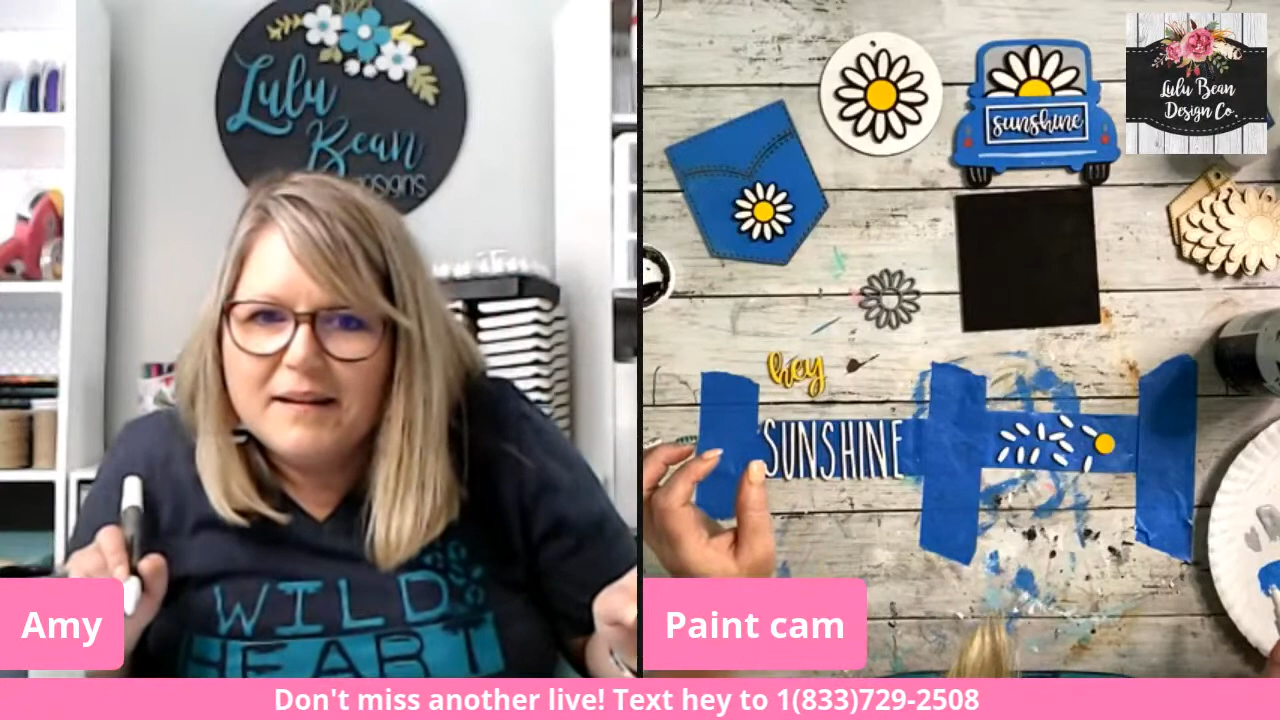 Lulu
Bean
Designs
WILD
HEART
Amy
sunshine
Lulu Bean
Design Co.
hey
SUNSHINE
Paint cam
Don't miss another live! Text hey to 1(833)729-2508